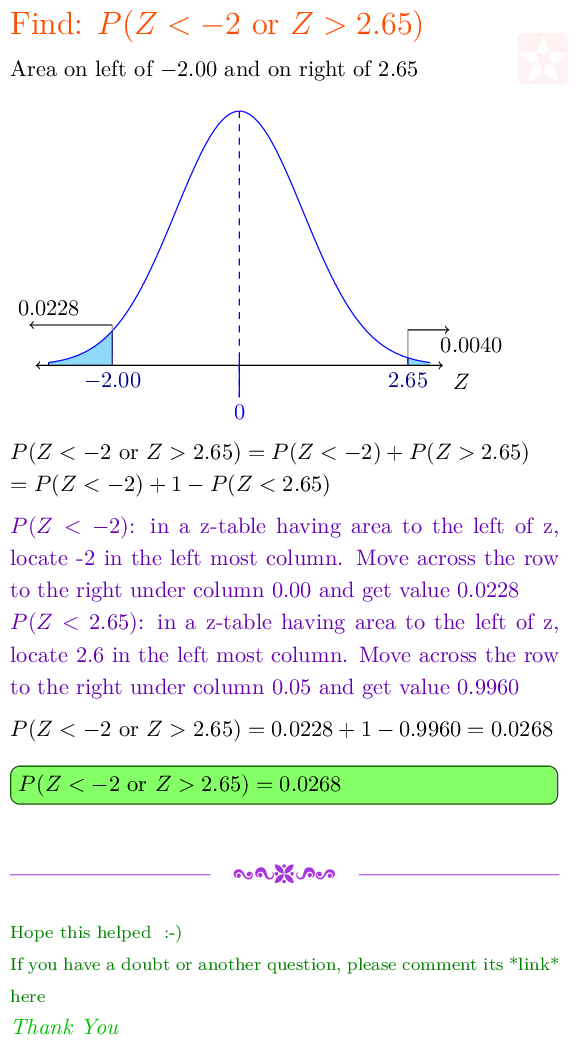 Find: P(Z < −2 or Z > 2.65)
Area on left of −2.00 and on right of 2.65
0.0228
0.0040
−2.00
2.65
Z
0
P(Z < −2 or Z > 2.65) = P(Z < −2) + P(Z > 2.65)
= P(Z < −2) + 1 − P(Z < 2.65)
P(Z < −2): in a z-table having area to the left of z,
locate -2 in the left most column. Move across the row
to the right under column 0.00 and get value 0.0228
P(Z < 2.65): in a z-table having area to the left of z,
locate 2.6 in the left most column. Move across the row
to the right under column 0.05 and get value 0.9960
P(Z < −2 or Z > 2.65) = 0.0228 + 1 − 0.9960 = 0.0268
P(Z < −2 or Z > 2.65) = 0.0268
Hope this helped :-)
If you have a doubt or another question, please comment its *link*
here
Thank You